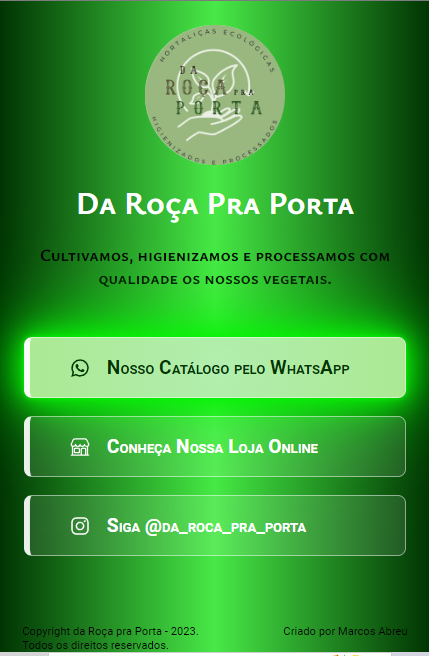 HORTALIÇAS ECOLÓGICAS
DA
ROÇA PRA
PORTA
HIGIENIZADOS E PROCESSADOS
Da Roça Pra Porta
Cultivamos, higienizamos e processamos com
qualidade os nossos vegetais.
Nosso Catálogo pelo WhatsApp
Conheça Nossa Loja Online
Siga @da_roca_pra_porta
Copyright da Roça pra Porta - 2023.
Todos os direitos reservados.
Criado por Marcos Abreu